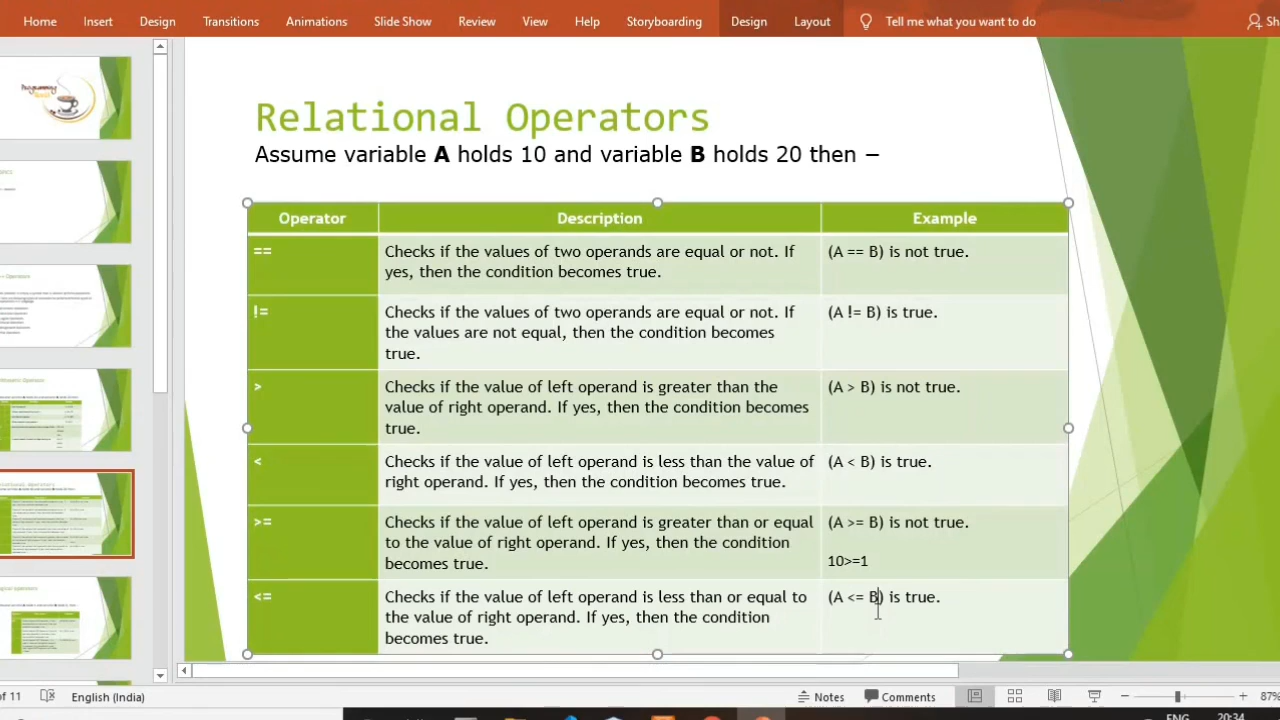 Home Insert Design Transitions Animations Slide Show Review View Help Storyboarding Design Layout Tell me what you want to do Sh
Relational Operators
Assume variable A holds 10 and variable B holds 20 then −
Operator Description Example
== Checks if the values of two operands are equal or not. If (A == B) is not true.
yes, then the condition becomes true.
!= Checks if the values of two operands are equal or not. If (A != B) is true.
the values are not equal, then the condition becomes
true.
> Checks if the value of left operand is greater than the (A > B) is not true.
value of right operand. If yes, then the condition becomes
true.
< Checks if the value of left operand is less than the value of (A < B) is true.
right operand. If yes, then the condition becomes true.
>= Checks if the value of left operand is greater than or equal (A >= B) is not true.
to the value of right operand. If yes, then the condition
becomes true. 10>=1
<= Checks if the value of left operand is less than or equal to (A <= B) is true.
the value of right operand. If yes, then the condition
becomes true.
of 11 English (India) Notes Comments 87%
ENG 20:34